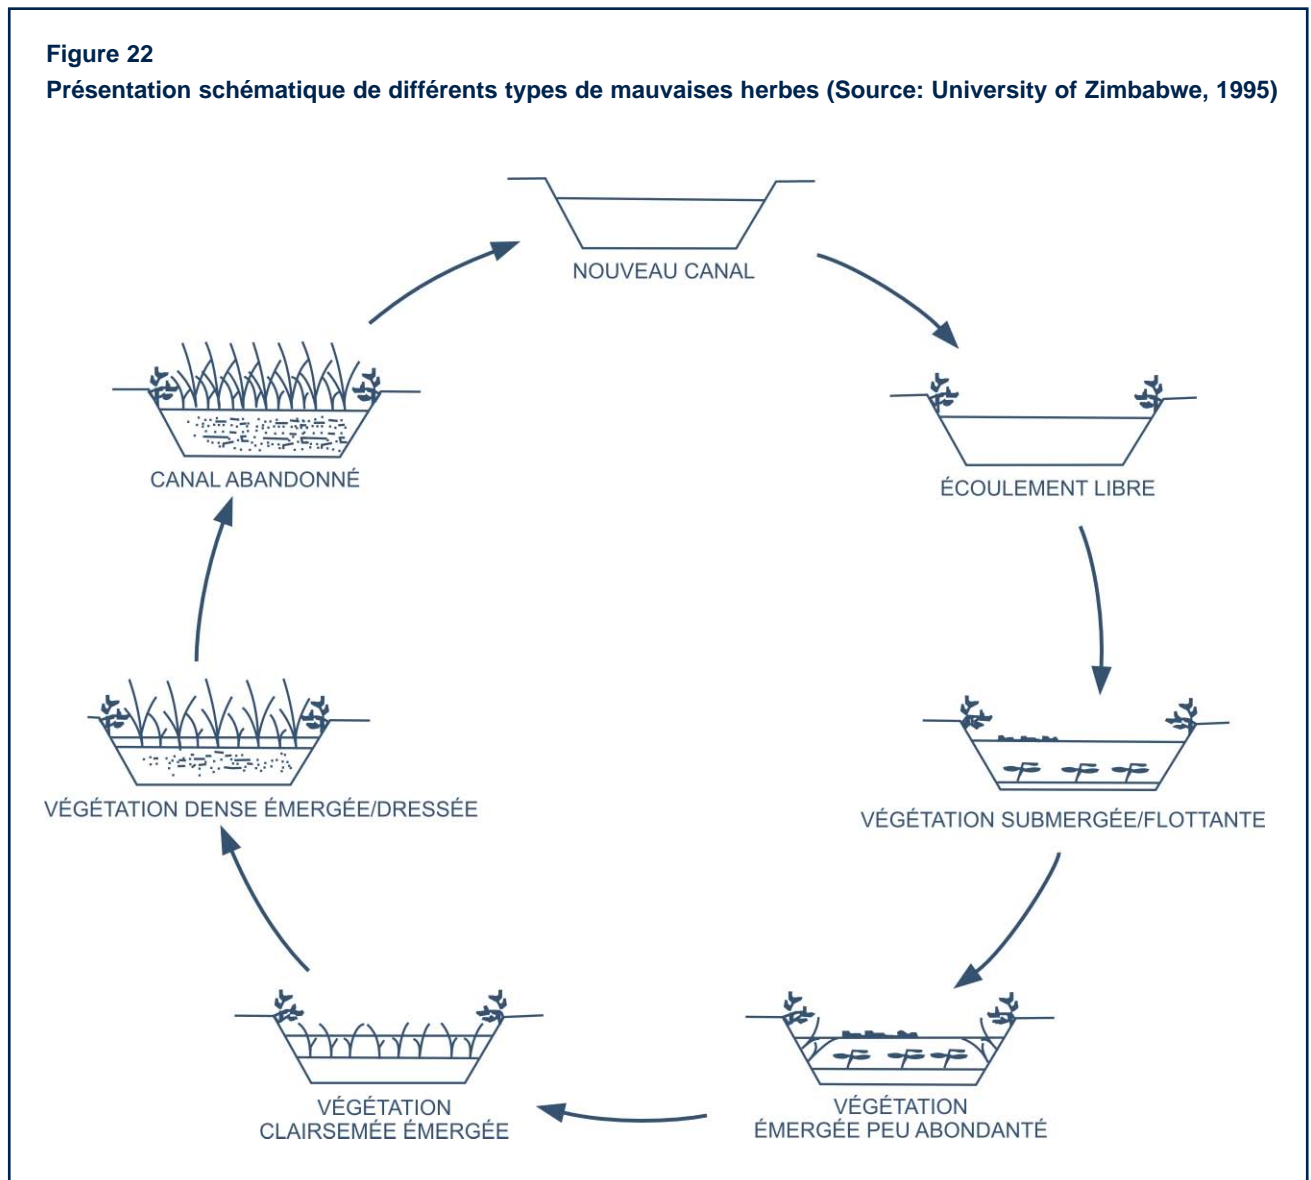 Figure 22
Présentation schématique de différents types de mauvaises herbes (Source: University of Zimbabwe, 1995)
NOUVEAU CANAL
ÉCOULEMENT LIBRE
VÉGÉTATION SUBMERGÉE/FLOTTANTE
VÉGÉTATION
ÉMERGÉE PEU ABONDANTÉ
VÉGÉTATION
CLAIRSEMÉE ÉMERGÉE
VÉGÉTATION DENSE ÉMERGÉE/DRESSÉE
CANAL ABANDONNÉ